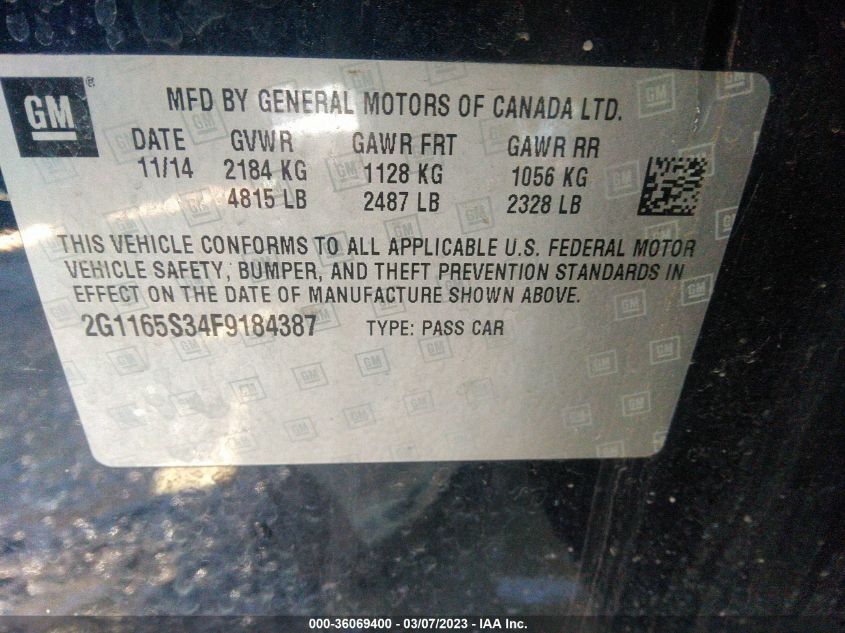 GM ®
MFD BY GENERAL MOTORS OF CANADA LTD.
DATE GVWR GAWR FRT GAWR RR
11/14 2184 KG 1128 KG 1056 KG
4815 LB 2487 LB 2328 LB
THIS VEHICLE CONFORMS TO ALL APPLICABLE U.S. FEDERAL MOTOR
VEHICLE SAFETY, BUMPER, AND THEFT PREVENTION STANDARDS IN
EFFECT ON THE DATE OF MANUFACTURE SHOWN ABOVE.
2G1165S34F9184387 TYPE: PASS CAR
000-36069400 - 03/07/2023 - IAA Inc.